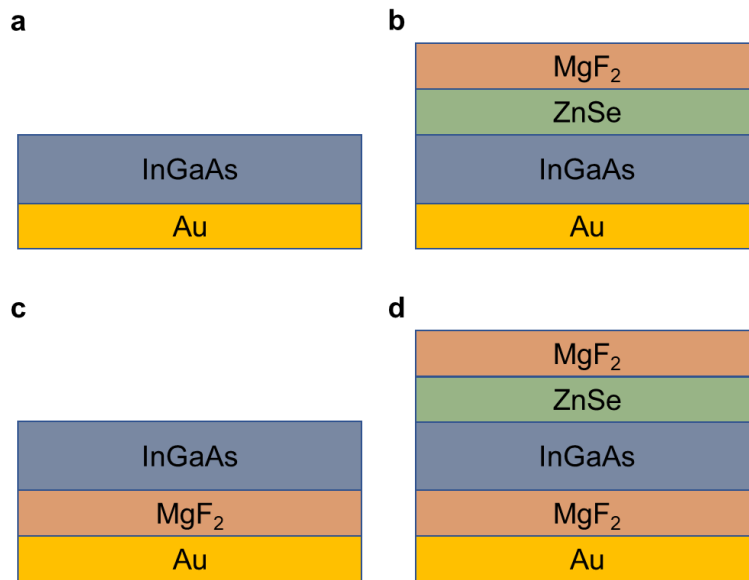 a
InGaAs
Au
b
MgF₂
ZnSe
InGaAs
Au
c
InGaAs
MgF₂
Au
d
MgF₂
ZnSe
InGaAs
MgF₂
Au